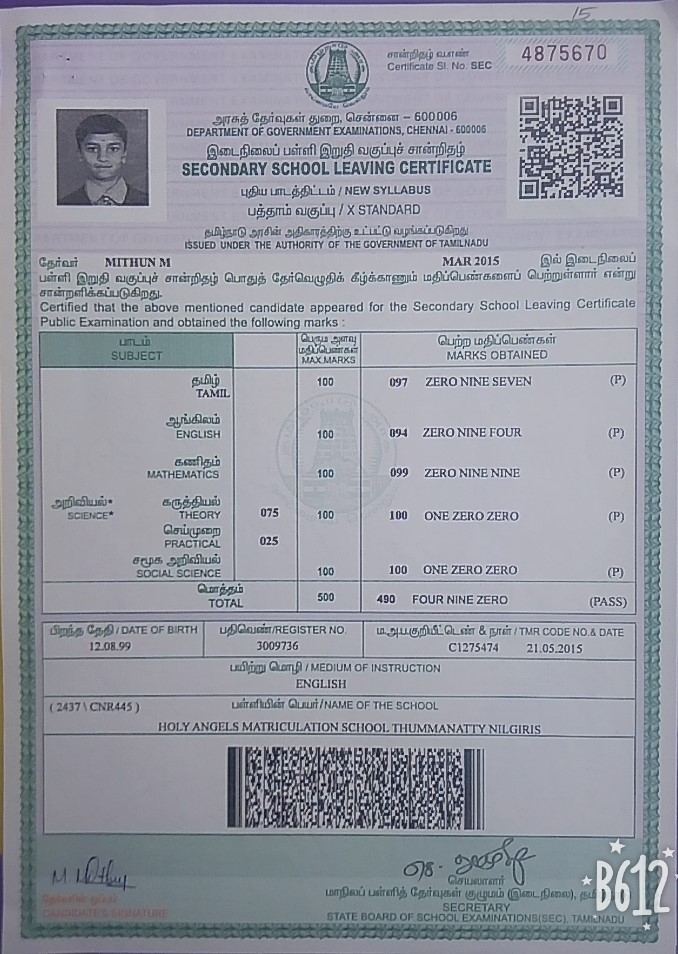 15
சான்றிதழ் வ.எண்
Certificate Sl. No. SEC 4875670
அரசுத் தேர்வுகள் துறை, சென்னை – 600006
DEPARTMENT OF GOVERNMENT EXAMINATIONS, CHENNAI - 600006
இடைநிலைப் பள்ளி இறுதி வகுப்புச் சான்றிதழ்
SECONDARY SCHOOL LEAVING CERTIFICATE
புதிய பாடத்திட்டம் / NEW SYLLABUS
பத்தாம் வகுப்பு / X STANDARD
தமிழ்நாடு அரசின் அதிகாரத்திற்கு உட்பட்டு வழங்கப்படுகிறது
ISSUED UNDER THE AUTHORITY OF THE GOVERNMENT OF TAMILNADU
தேர்வர் MITHUN M MAR 2015 இல் இடைநிலைப்
பள்ளி இறுதி வகுப்புச் சான்றிதழ் பொதுத் தேர்வெழுதிக் கீழ்க்காணும் மதிப்பெண்களைப் பெற்றுள்ளார் என்று
சான்றளிக்கப்படுகிறது.
Certified that the above mentioned candidate appeared for the Secondary School Leaving Certificate
Public Examination and obtained the following marks :
பாடம் பெரும அளவு பெற்ற மதிப்பெண்கள்
SUBJECT மதிப்பெண்கள் MARKS OBTAINED
MAX.MARKS
தமிழ் 100 097 ZERO NINE SEVEN (P)
TAMIL
ஆங்கிலம்
ENGLISH 100 094 ZERO NINE FOUR (P)
கணிதம்
MATHEMATICS 100 099 ZERO NINE NINE (P)
அறிவியல்* கருத்தியல்
SCIENCE* THEORY 075 100 100 ONE ZERO ZERO (P)
செய்முறை
PRACTICAL 025
சமூக அறிவியல்
SOCIAL SCIENCE 100 100 ONE ZERO ZERO (P)
மொத்தம்
TOTAL 500 490 FOUR NINE ZERO (PASS)
பிறந்த தேதி / DATE OF BIRTH பதிவெண்/REGISTER NO. ம.அ.ப.குறியீட்டெண் & நாள் / TMR CODE NO.& DATE
12.08.99 3009736 C1275474 21.05.2015
பயிற்று மொழி / MEDIUM OF INSTRUCTION
ENGLISH
( 2437 \ CNR445 ) பள்ளியின் பெயர்/NAME OF THE SCHOOL
HOLY ANGELS MATRICULATION SCHOOL THUMMANATTY NILGIRIS
செயலாளர்
மாநிலப் பள்ளித் தேர்வுகள் குழுமம் (இடைநிலை),
CANDIDATE'S SIGNATURE
SECRETARY
STATE BOARD OF SCHOOL EXAMINATIONS(SEC), TAMILNADU
B612